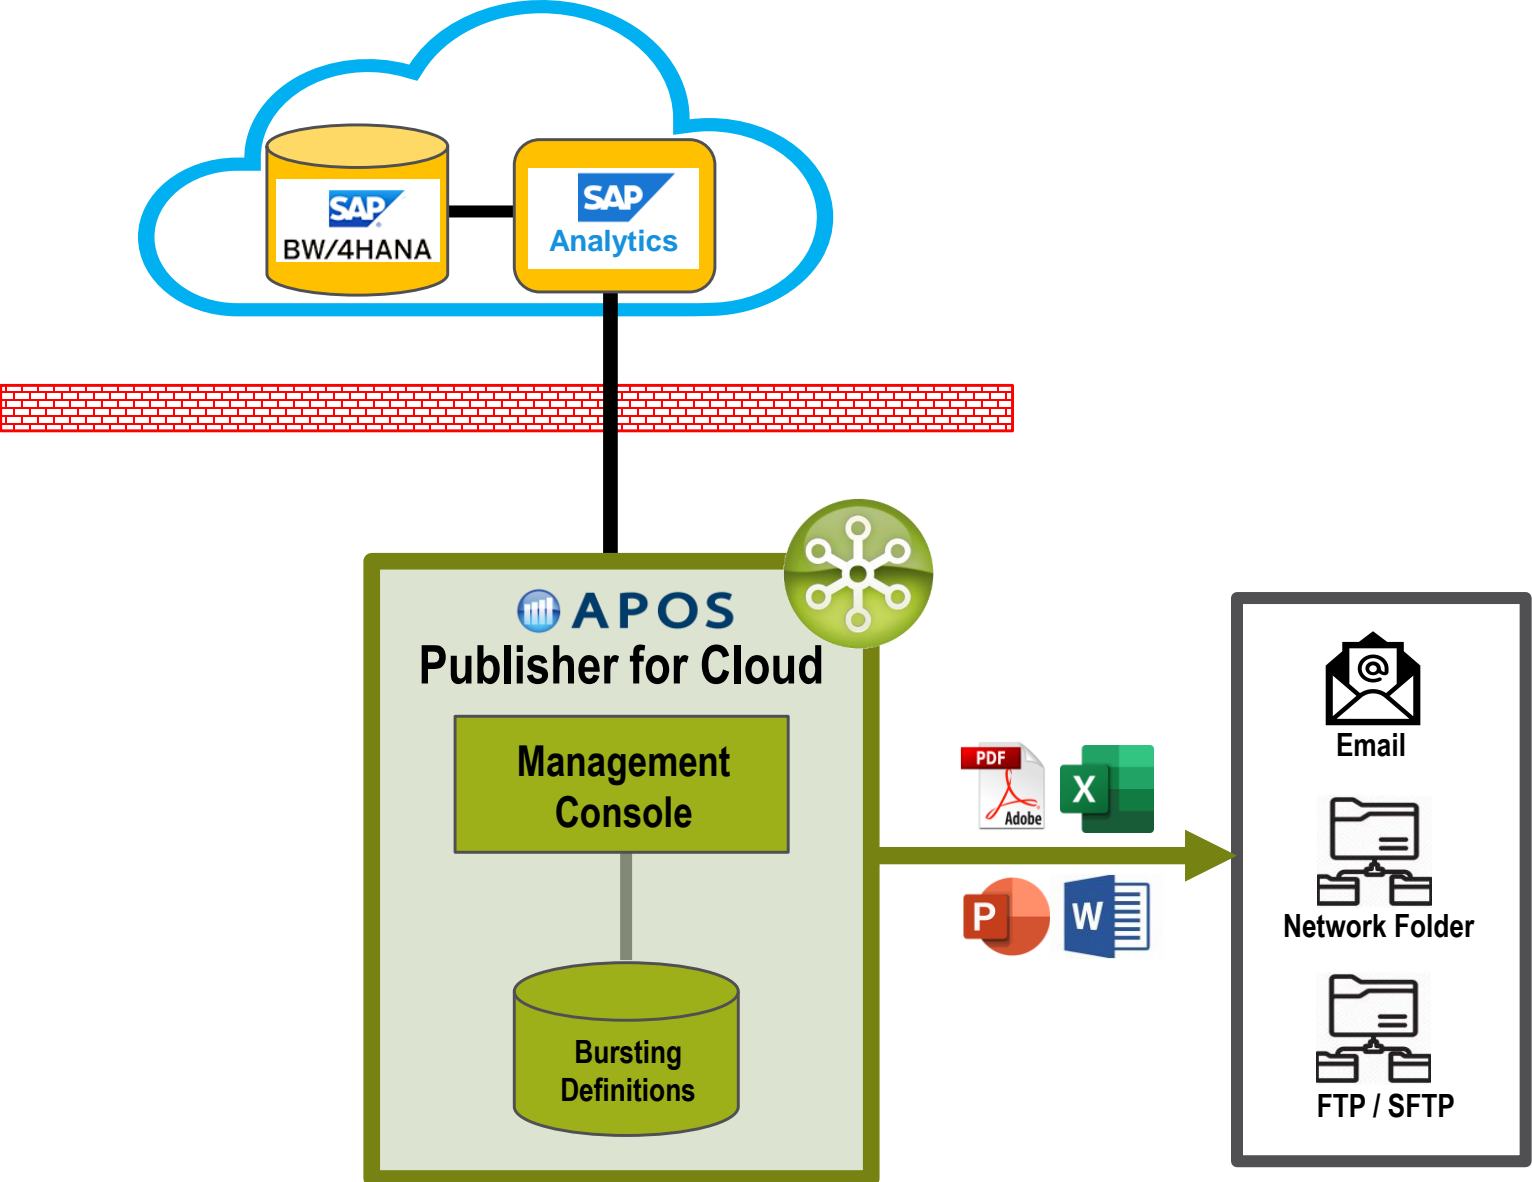 SAP
BW/4HANA
SAP
Analytics
APOS
Publisher for Cloud
Management
Console
Bursting
Definitions
PDF
Adobe
X
P
W
@
Email
Network Folder
FTP / SFTP